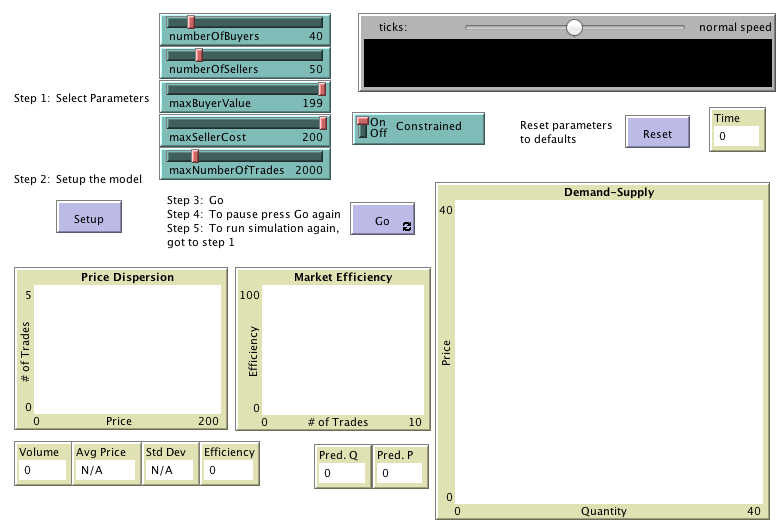 numberOfBuyers 40
numberOfSellers 50
maxBuyerValue 199
maxSellerCost 200
maxNumberOfTrades 2000
Step 1: Select Parameters
Step 2: Setup the model
Setup
ticks:
normal speed
On
Off
Constrained
Reset parameters
to defaults
Reset
Time
0
Step 3: Go
Step 4: To pause press Go again
Step 5: To run simulation again,
got to step 1
Go
Price Dispersion
5
# of Trades
0
0 Price 200
Market Efficiency
100
Efficiency
0
0 # of Trades 10
Demand-Supply
40
Price
0
0 Quantity 40
Volume Avg Price Std Dev Efficiency
0 N/A N/A 0
Pred. Q Pred. P
0 0